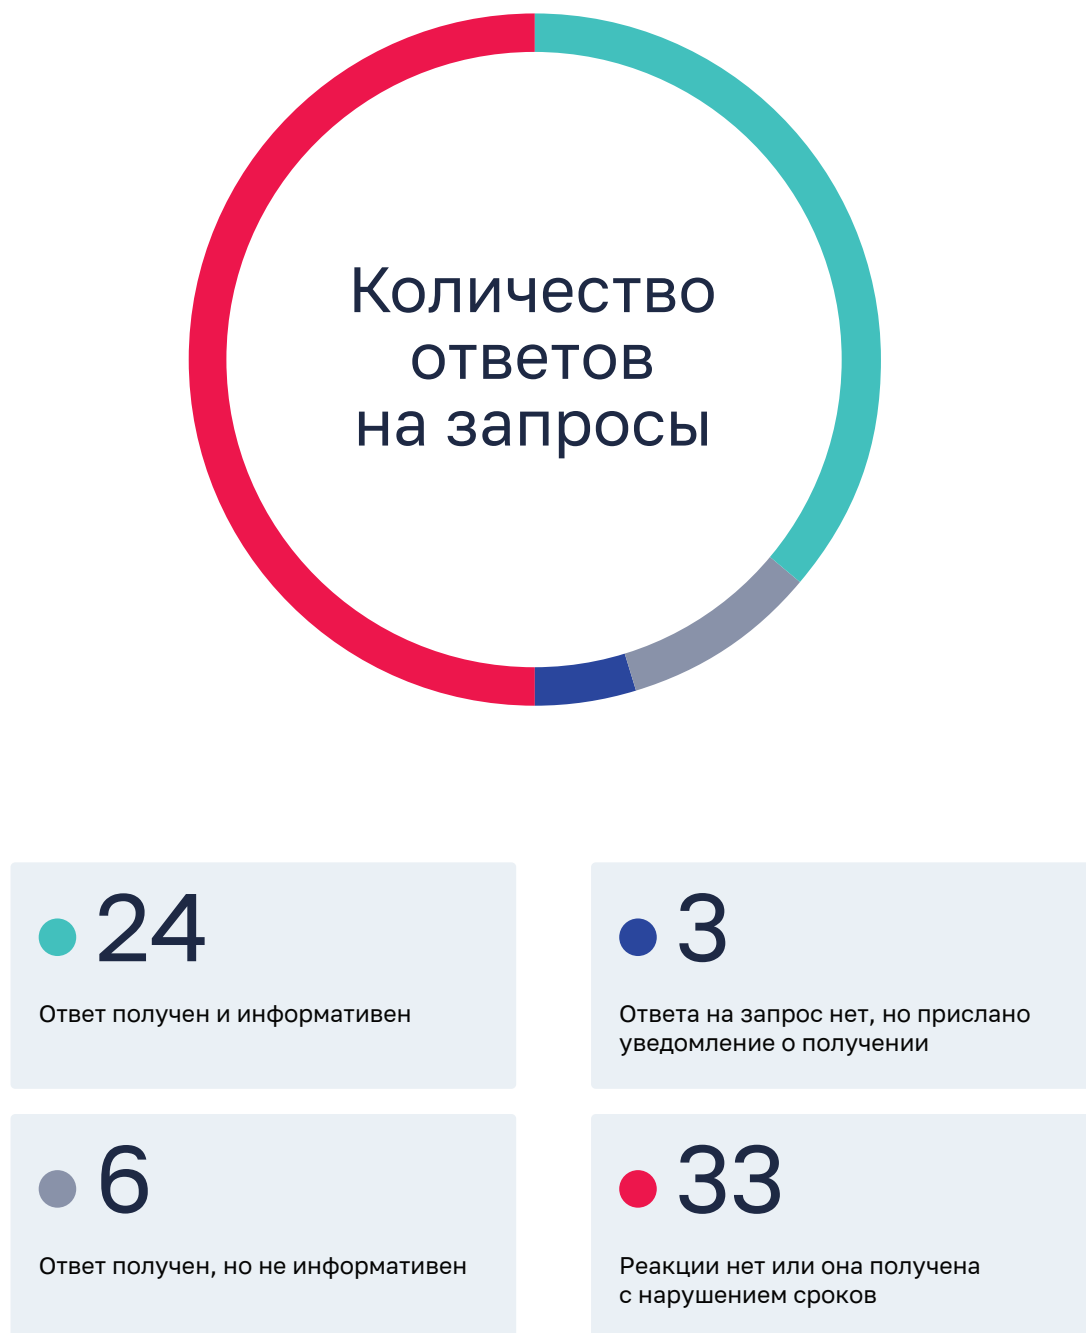 Количество
ответов
на запросы
24
Ответ получен и информативен
3
Ответа на запрос нет, но прислано
уведомление о получении
6
Ответ получен, но не информативен
33
Реакции нет или она получена
с нарушением сроков